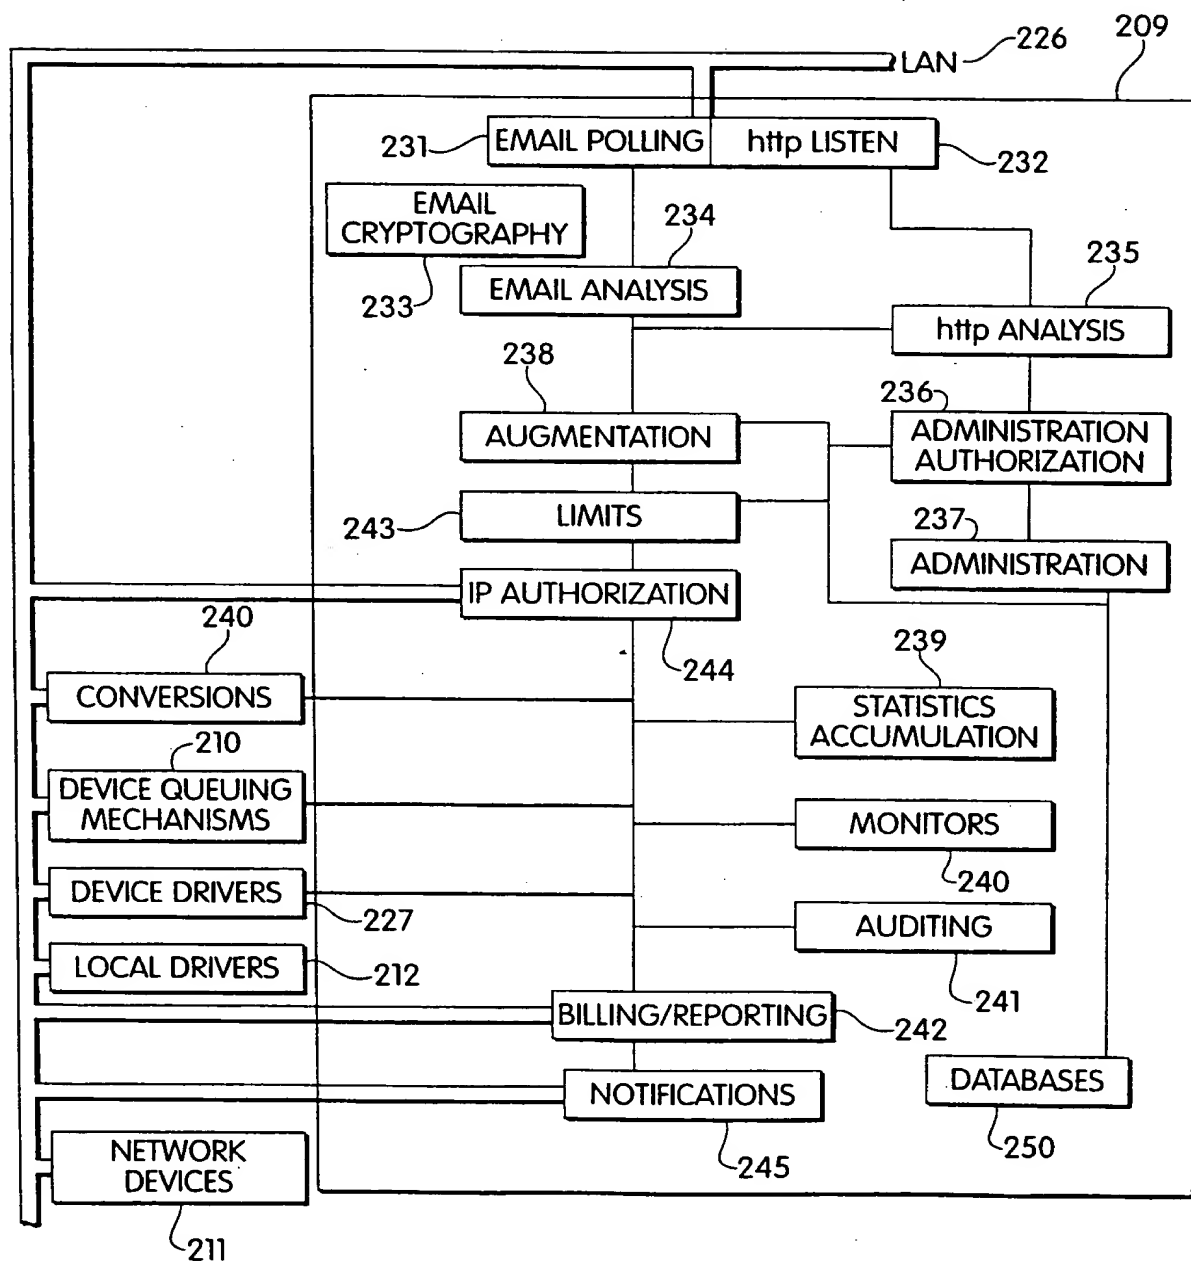 209
LAN 226
231 EMAIL POLLING http LISTEN 232
EMAIL
CRYPTOGRAPHY
233
234
EMAIL ANALYSIS
235
http ANALYSIS
238
AUGMENTATION
236
ADMINISTRATION
AUTHORIZATION
243 LIMITS
237
ADMINISTRATION
IP AUTHORIZATION
244
240
CONVERSIONS
239
STATISTICS
ACCUMULATION
210
DEVICE QUEUING
MECHANISMS
MONITORS
240
DEVICE DRIVERS
227
AUDITING
241
LOCAL DRIVERS 212
BILLING/REPORTING 242
NOTIFICATIONS
245
DATABASES
250
NETWORK
DEVICES
211